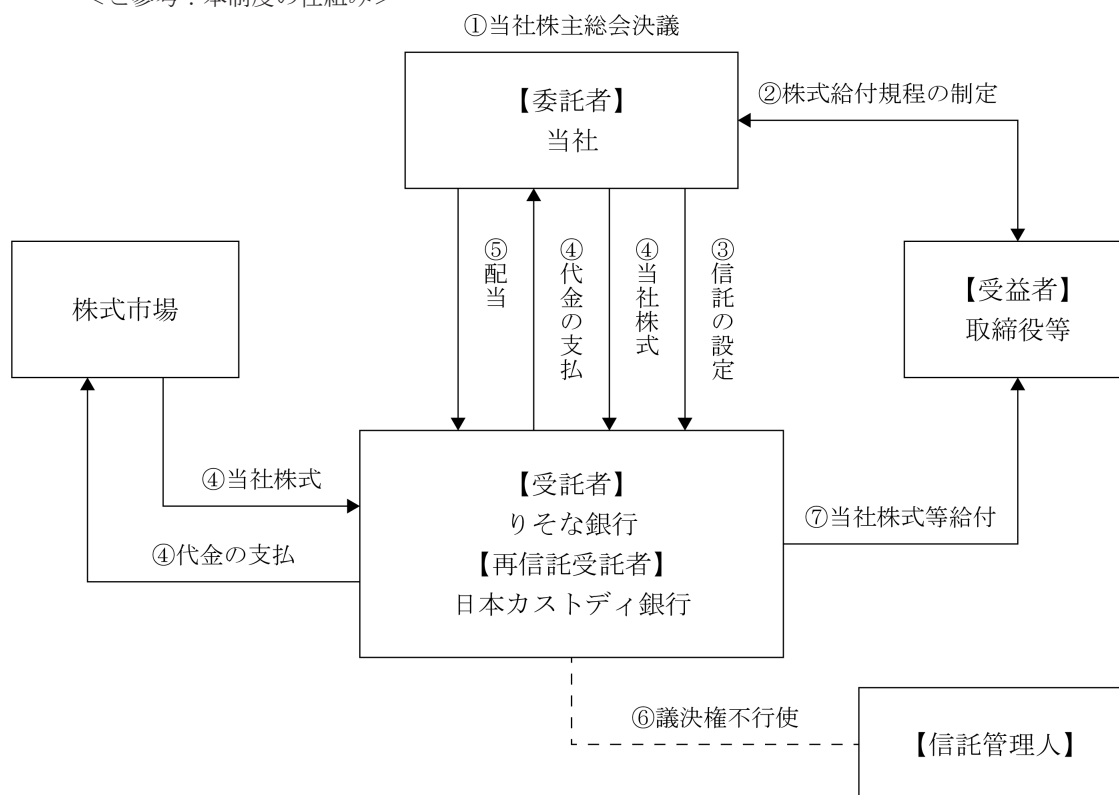 ＜ご参考：本制度の仕組み＞
①当社株主総会決議
【委託者】
当社
②株式給付規程の制定
株式市場
⑤配当
④代金の支払
④当社株式
③信託の設定
【受益者】
取締役等
④当社株式
④代金の支払
【受託者】
りそな銀行
【再信託受託者】
日本カストディ銀行
⑦当社株式等給付
⑥議決権不行使
【信託管理人】